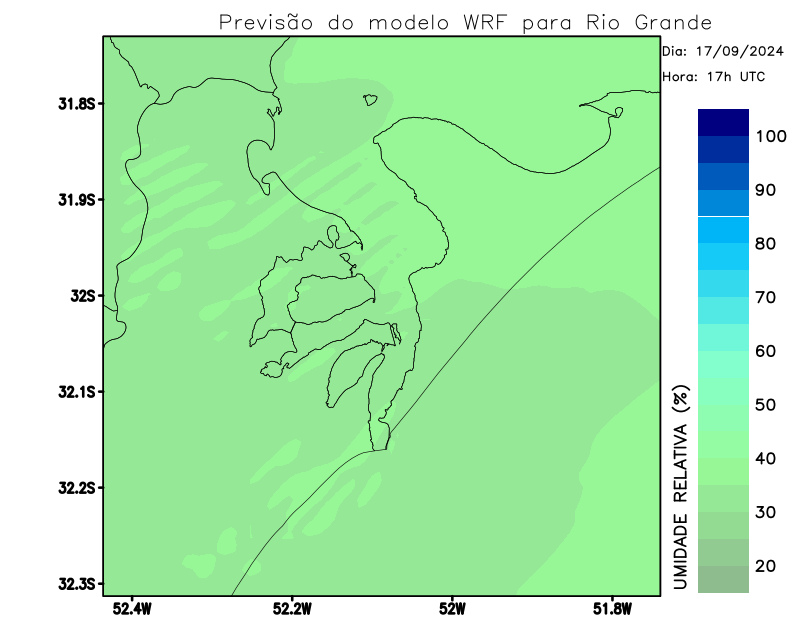 Previsão do modelo WRF para Rio Grande
Dia: 17/09/2024
Hora: 17h UTC
31.8S
31.9S
32S
32.1S
32.2S
32.3S
52.4W
52.2W
52W
51.8W
UMIDADE RELATIVA (%)
100
90
80
70
60
50
40
30
20